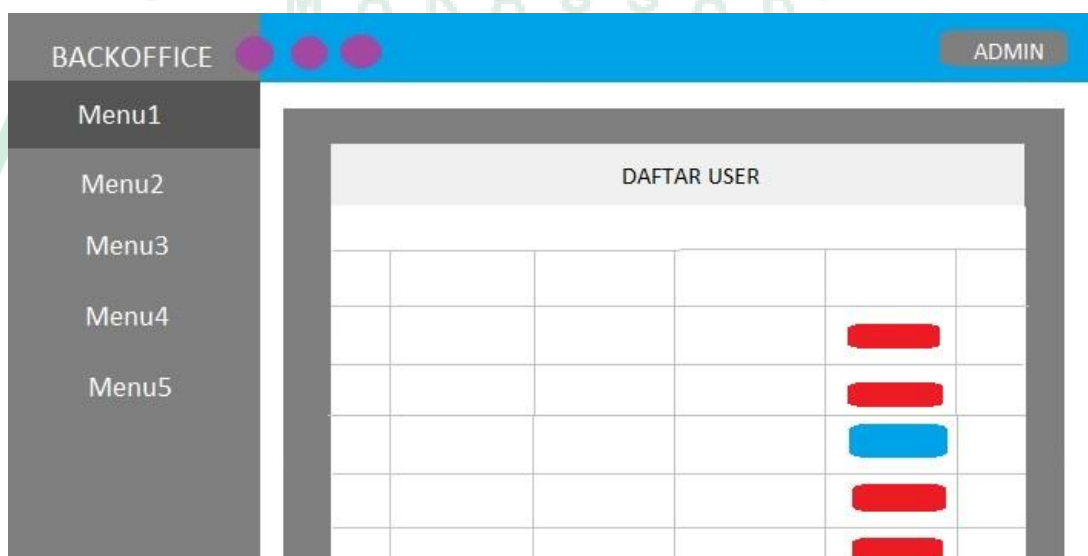 M A K A S S A R
BACKOFFICE
ADMIN
Menu1
Menu2
Menu3
Menu4
Menu5
DAFTAR USER